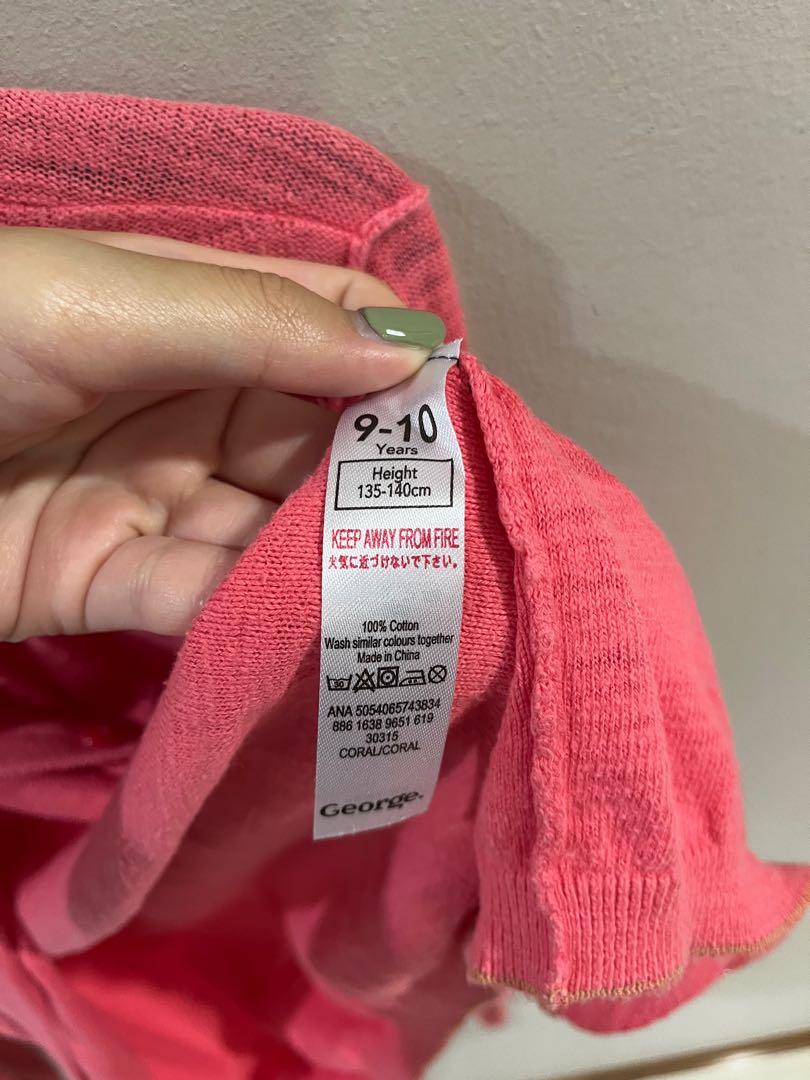 9-10
Years
Height
135-140cm
KEEP AWAY FROM FIRE
火気に近づけないで下さい。
100% Cotton
Wash similar colours together
Made in China
30
ANA 5054065743834
886 1638 9651 619
30315
CORAL/CORAL
George.